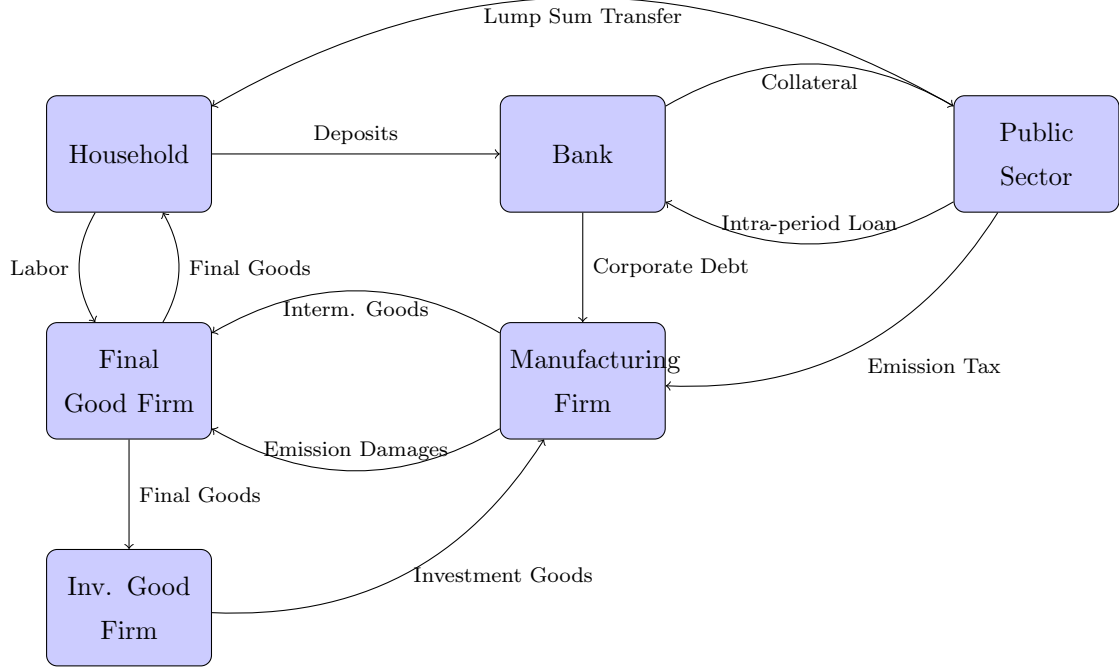 Lump Sum Transfer
Collateral
Household
Deposits
Bank
Public
Sector
Intra-period Loan
Labor
Final Goods
Corporate Debt
Interm. Goods
Final
Good Firm
Manufacturing
Firm
Emission Tax
Emission Damages
Final Goods
Inv. Good
Firm
Investment Goods